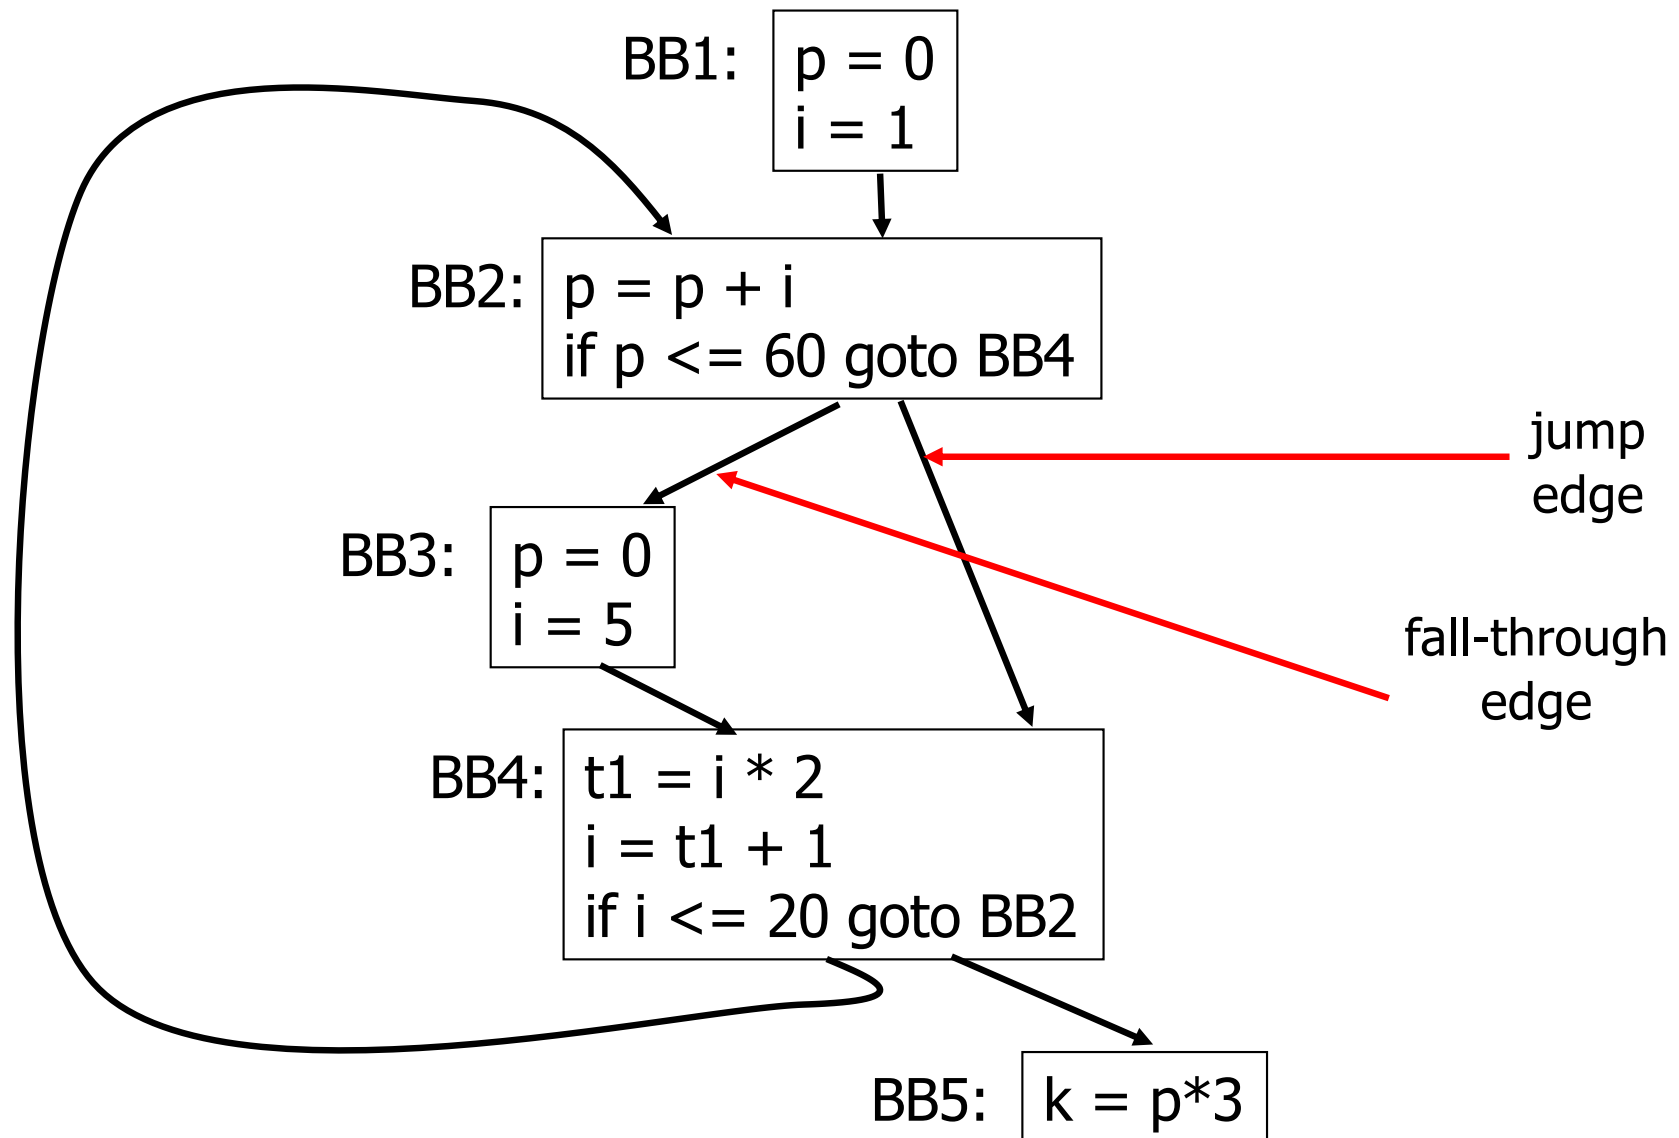 BB1:
p = 0
i = 1
BB2:
p = p + i
if p <= 60 goto BB4
jump
edge
BB3:
p = 0
i = 5
fall-through
edge
BB4:
t1 = i * 2
i = t1 + 1
if i <= 20 goto BB2
BB5:
k = p*3